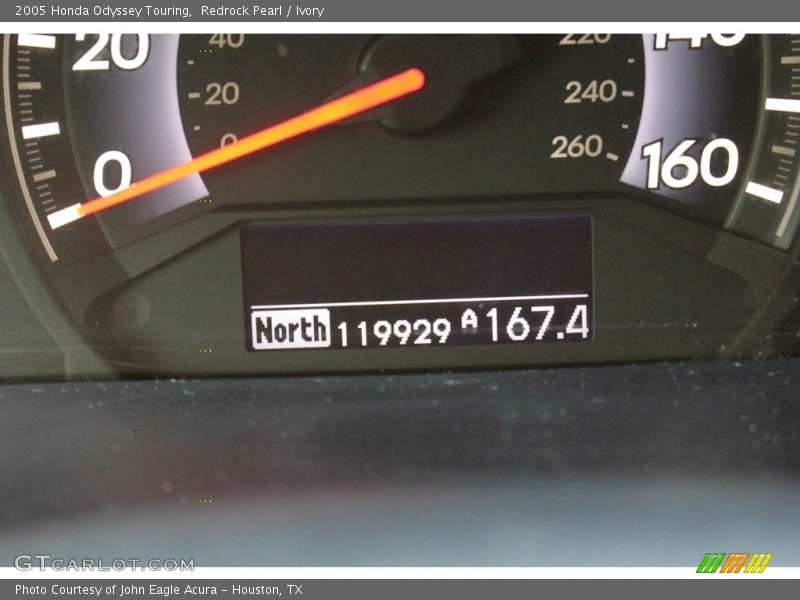 2005 Honda Odyssey Touring, Redrock Pearl / Ivory
20 40 220 140
20 240
0 0 260 160
North 119929 A 167.4
GTCARLOT.COM
Photo Courtesy of John Eagle Acura - Houston, TX